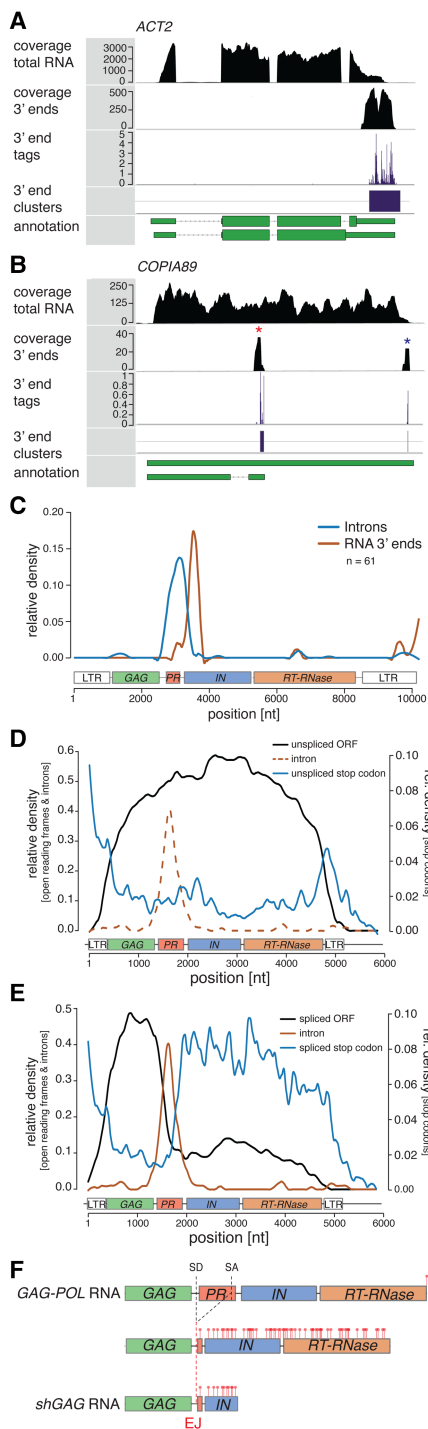 A
ACT2
coverage
total RNA
3000
2000
1000
0
coverage
3' ends
500
250
0
3' end
tags
5
4
3
2
1
0
3' end
clusters
annotation
B
COPIA89
coverage
total RNA
250
125
0
coverage
3' ends
40
20
0
*
*
3' end
tags
1
0.8
0.6
0.4
0.2
0
3' end
clusters
annotation
C
0.20
0.15
0.10
0.05
0.00
relative density
Introns
RNA 3' ends
n = 61
LTR GAG PR IN RT-RNase LTR
1 2000 4000 6000 8000 10000
position [nt]
D
0.6
0.5
0.4
0.3
0.2
0.1
0.0
relative density
[open reading frames & introns]
unspliced ORF
intron
unspliced stop codon
0.10
0.08
0.06
0.04
0.02
0.00
rel. density [stop codons]
LTR GAG PR IN RT-RNase LTR
1 1000 2000 3000 4000 5000 6000
position [nt]
E
0.5
0.4
0.3
0.2
0.1
0.0
relative density
[open reading frames & introns]
spliced ORF
intron
spliced stop codon
0.10
0.08
0.06
0.04
0.02
0.00
rel. density [stop codons]
LTR GAG PR IN RT-RNase LTR
1 1000 2000 3000 4000 5000 6000
position [nt]
F
SD SA
GAG-POL RNA GAG PR IN RT-RNase
GAG IN RT-RNase
shGAG RNA GAG IN
EJ